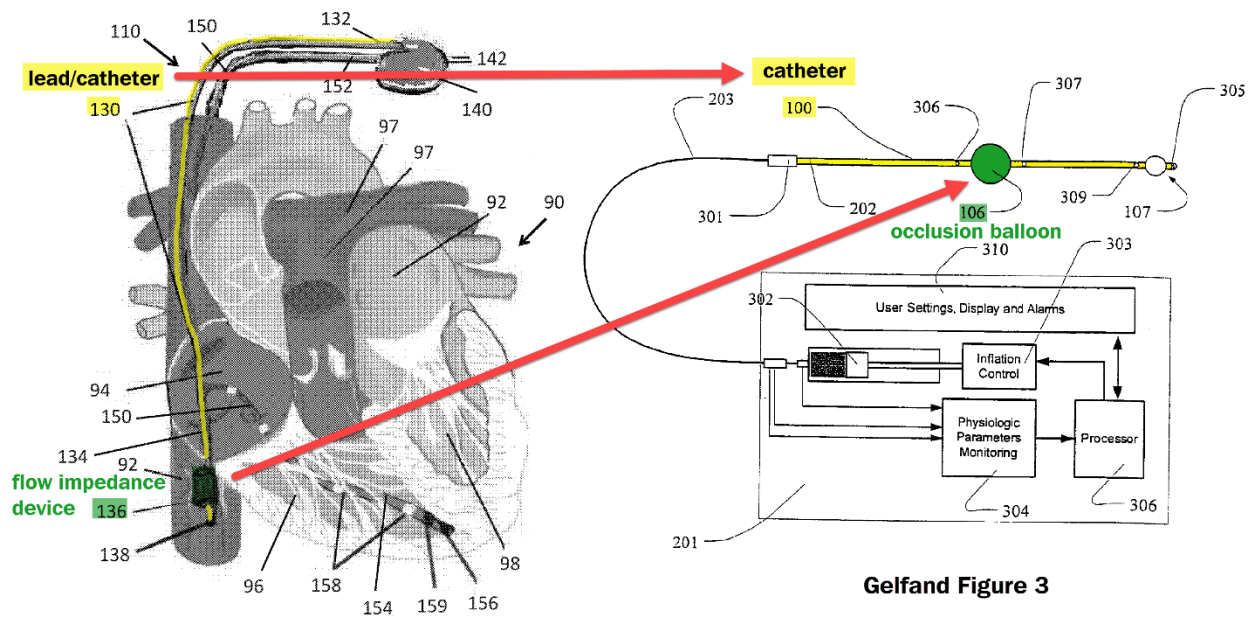 110
150
132
142
lead/catheter
152
140
130
97
97
92
90
94
150
134
92
flow impedance
device 136
138
96
158
154
159
156
98
catheter
203
100
306
307
305
301
202
106
occlusion balloon
309
107
310
303
User Settings, Display and Alarms
302
Inflation
Control
Physiologic
Parameters
Monitoring
Processor
201
304
306
Gelfand Figure 3